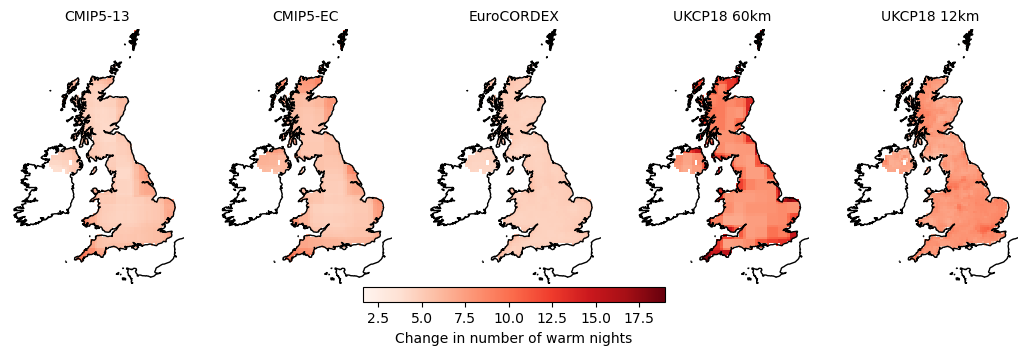 CMIP5-13 CMIP5-EC EuroCORDEX UKCP18 60km UKCP18 12km
2.5 5.0 7.5 10.0 12.5 15.0 17.5
Change in number of warm nights